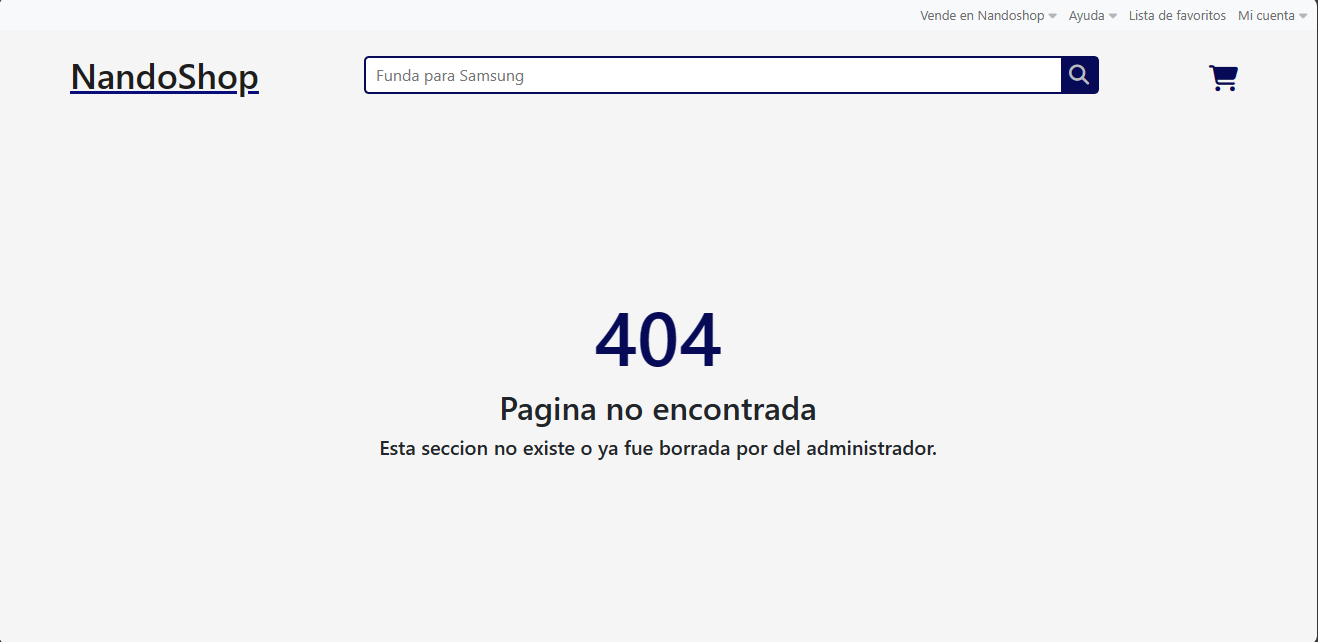 Vende en Nandoshop Ayuda Lista de favoritos Mi cuenta
NandoShop
Funda para Samsung
404
Pagina no encontrada
Esta seccion no existe o ya fue borrada por del administrador.